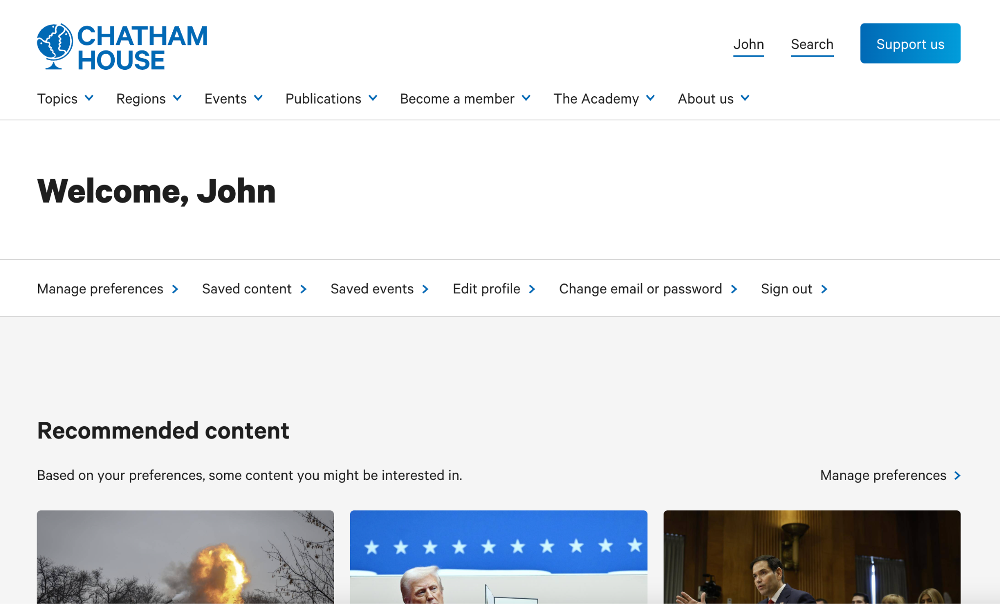 CHATHAM
HOUSE
John
Search
Support us
Topics
Regions
Events
Publications
Become a member
The Academy
About us
Welcome, John
Manage preferences
Saved content
Saved events
Edit profile
Change email or password
Sign out
Recommended content
Based on your preferences, some content you might be interested in.
Manage preferences